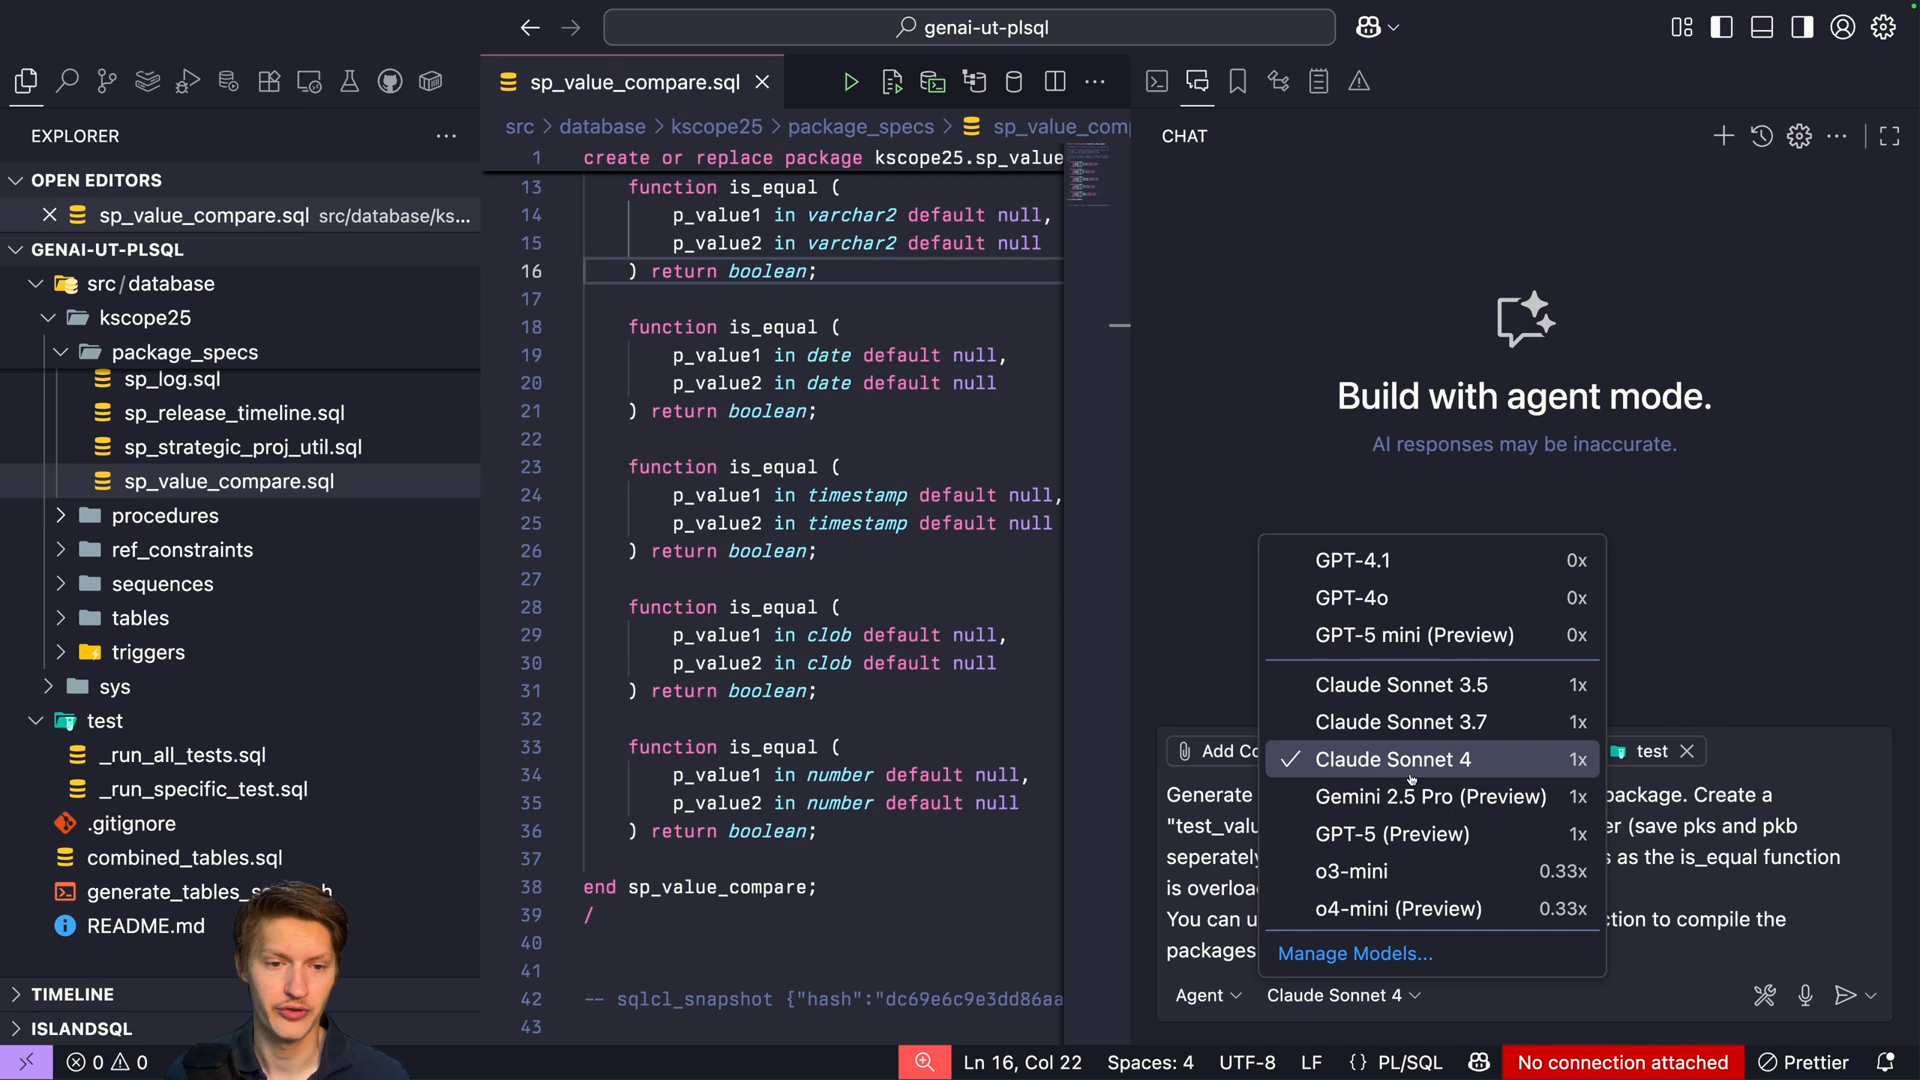 genai-ut-plsql
EXPLORER
OPEN EDITORS
sp_value_compare.sql src/database/ks...
GENAI-UT-PLSQL
src/database
kscope25
package_specs
sp_log.sql
sp_release_timeline.sql
sp_strategic_proj_util.sql
sp_value_compare.sql
procedures
ref_constraints
sequences
tables
triggers
sys
test
_run_all_tests.sql
_run_specific_test.sql
.gitignore
combined_tables.sql
generate_tables_s
README.md
TIMELINE
ISLANDSQL
sp_value_compare.sql
src > database > kscope25 > package_specs > sp_value_com
1 create or replace package kscope25.sp_value
13 function is_equal (
14 p_value1 in varchar2 default null,
15 p_value2 in varchar2 default null
16 ) return boolean;
17
18 function is_equal (
19 p_value1 in date default null,
20 p_value2 in date default null
21 ) return boolean;
22
23 function is_equal (
24 p_value1 in timestamp default null,
25 p_value2 in timestamp default null
26 ) return boolean;
27
28 function is_equal (
29 p_value1 in clob default null,
30 p_value2 in clob default null
31 ) return boolean;
32
33 function is_equal (
34 p_value1 in number default null,
35 p_value2 in number default null
36 ) return boolean;
37
38 end sp_value_compare;
39 /
40
41
42 -- sqlcl_snapshot {"hash":"dc69e6c9e3dd86aa
43
CHAT
Build with agent mode.
AI responses may be inaccurate.
GPT-4.1 0x
GPT-4o 0x
GPT-5 mini (Preview) 0x
Claude Sonnet 3.5 1x
Claude Sonnet 3.7 1x
Claude Sonnet 4 1x
Gemini 2.5 Pro (Preview) 1x
GPT-5 (Preview) 1x
o3-mini 0.33x
o4-mini (Preview) 0.33x
Manage Models...
Add Co test
Generate package. Create a
"test_valu er (save pks and pkb
seperately s as the is_equal function
is overloa
You can u ction to compile the
packages
Agent Claude Sonnet 4
0 0 Ln 16, Col 22 Spaces: 4 UTF-8 LF {} PL/SQL No connection attached Prettier